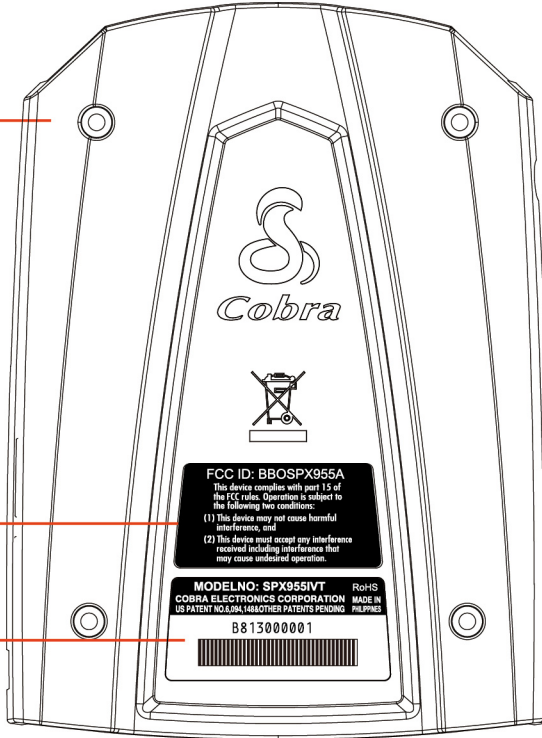 Cobra
FCC ID: BBOSPX955A
This device complies with part 15 of
the FCC rules. Operation is subject to
the following two conditions:
(1) This device may not cause harmful
interference, and
(2) This device must accept any interference
received including interference that
may cause undesired operation.
MODELNO: SPX955IVT RoHS
COBRA ELECTRONICS CORPORATION MADE IN
US PATENT NO.6,094,148&OTHER PATENTS PENDING PHILIPPINES
B813000001